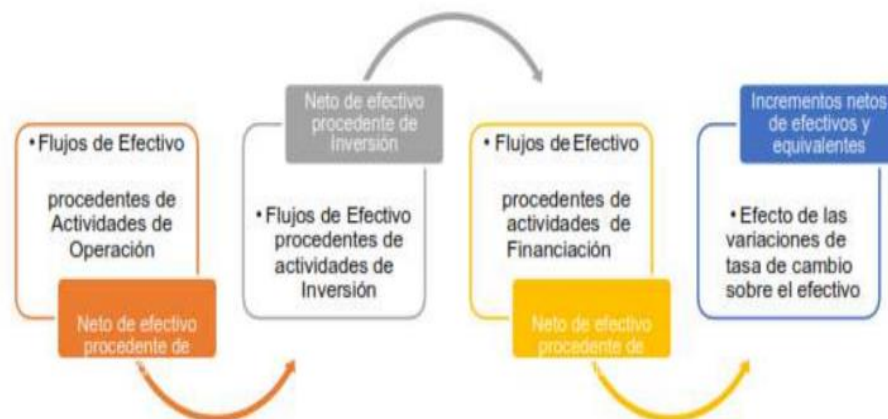 • Flujos de Efectivo
procedentes de
Actividades de
Operación
Neto de efectivo
procedente de
Neto de efectivo
procedente de
Inversión
• Flujos de Efectivo
procedentes de
actividades de
Inversión
• Flujos de Efectivo
procedentes de
actividades de
Financiación
Neto de efectivo
procedente de
Incrementos netos
de efectivos y
equivalentes
• Efecto de las
variaciones de
tasa de cambio
sobre el efectivo